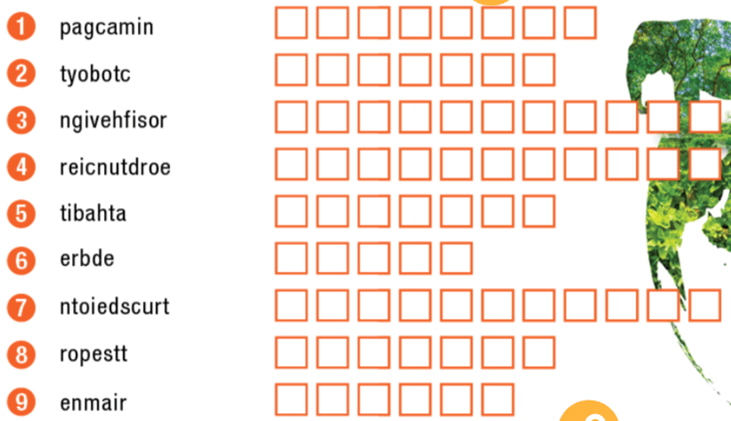 1 pagcamin
2 tyobotc
3 ngivehfisor
4 reicnutdroe
5 tibahta
6 erbde
7 ntoiedscurt
8 ropestt
9 enmair